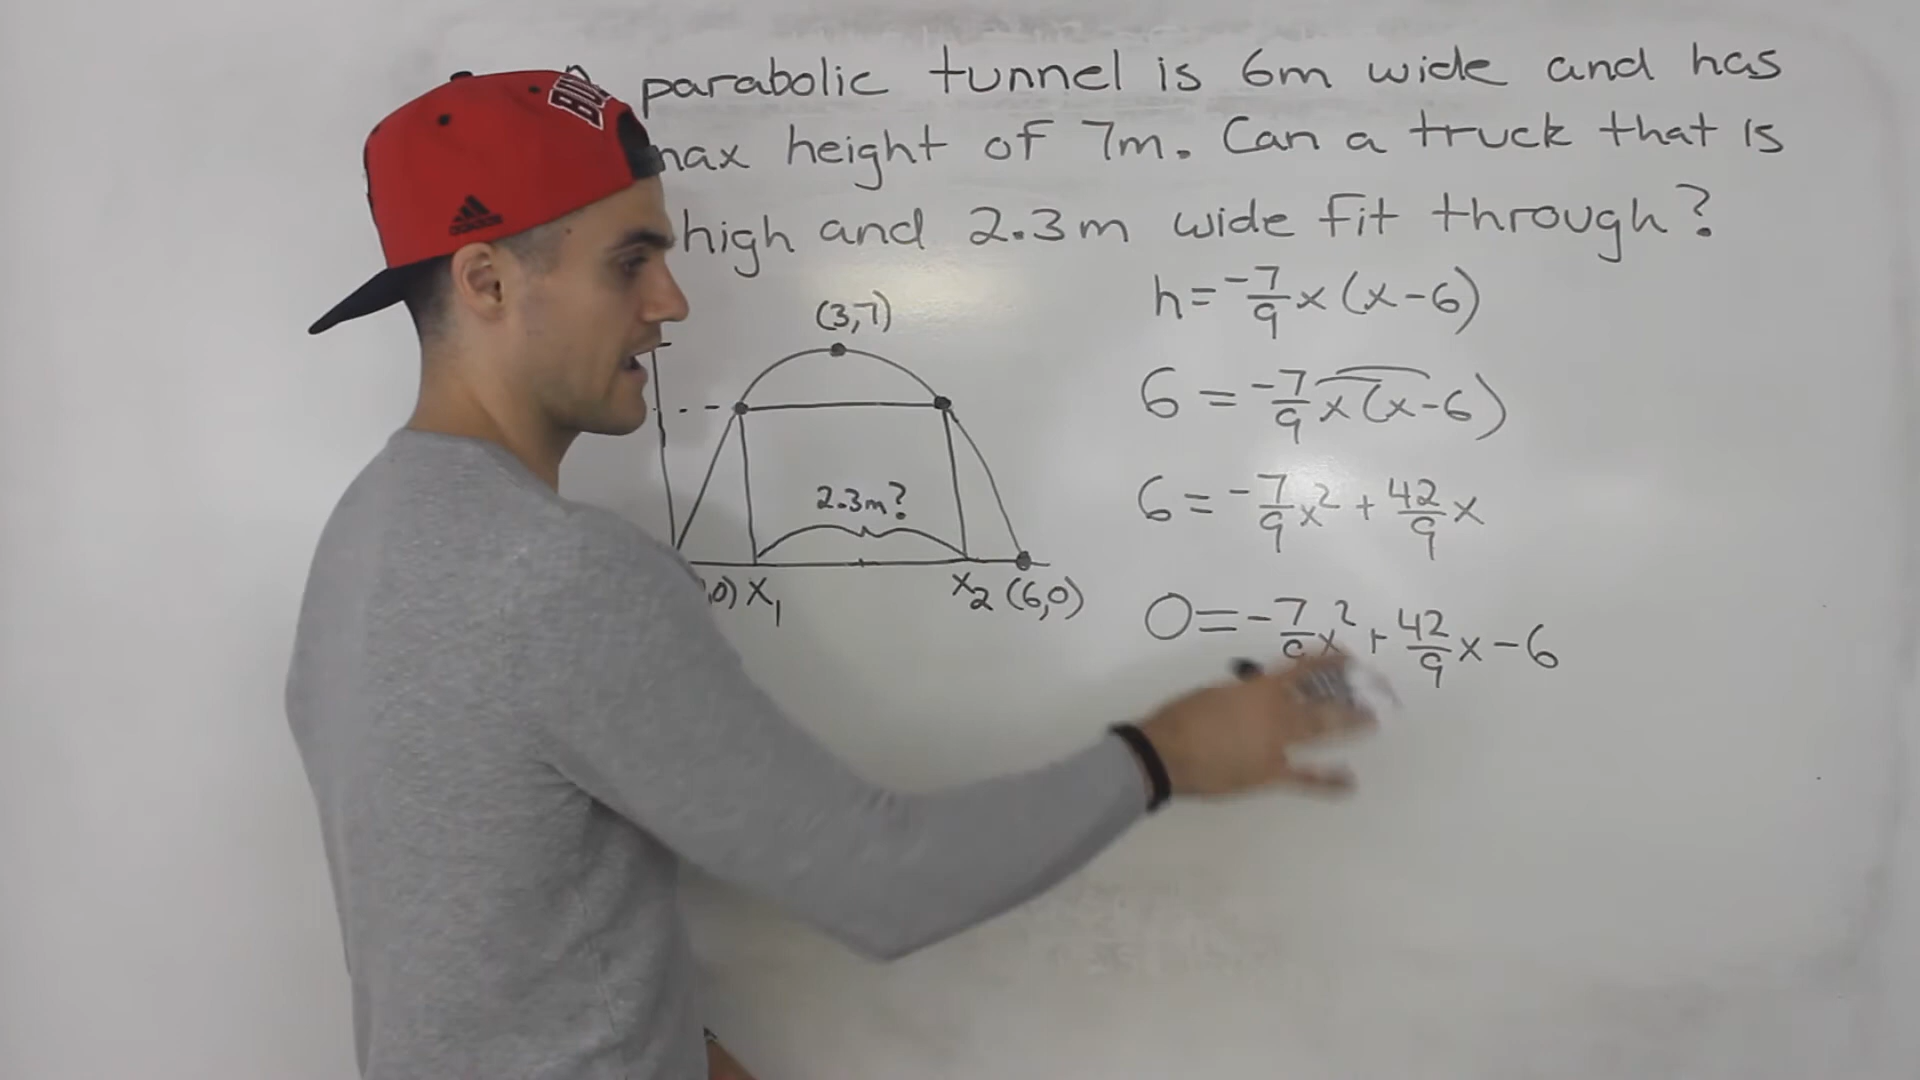 parabolic tunnel is 6m wide and has
max height of 7m. Can a truck that is
high and 2.3m wide fit through?
h = -7/9 x (x-6)
(3,7)
6 = -7/9 x (x-6)
2.3m?
6 = -7/9 x² + 42/9 x
,0) x₁ x₂ (6,0)
0 = -7/9 x² + 42/9 x - 6
adidas